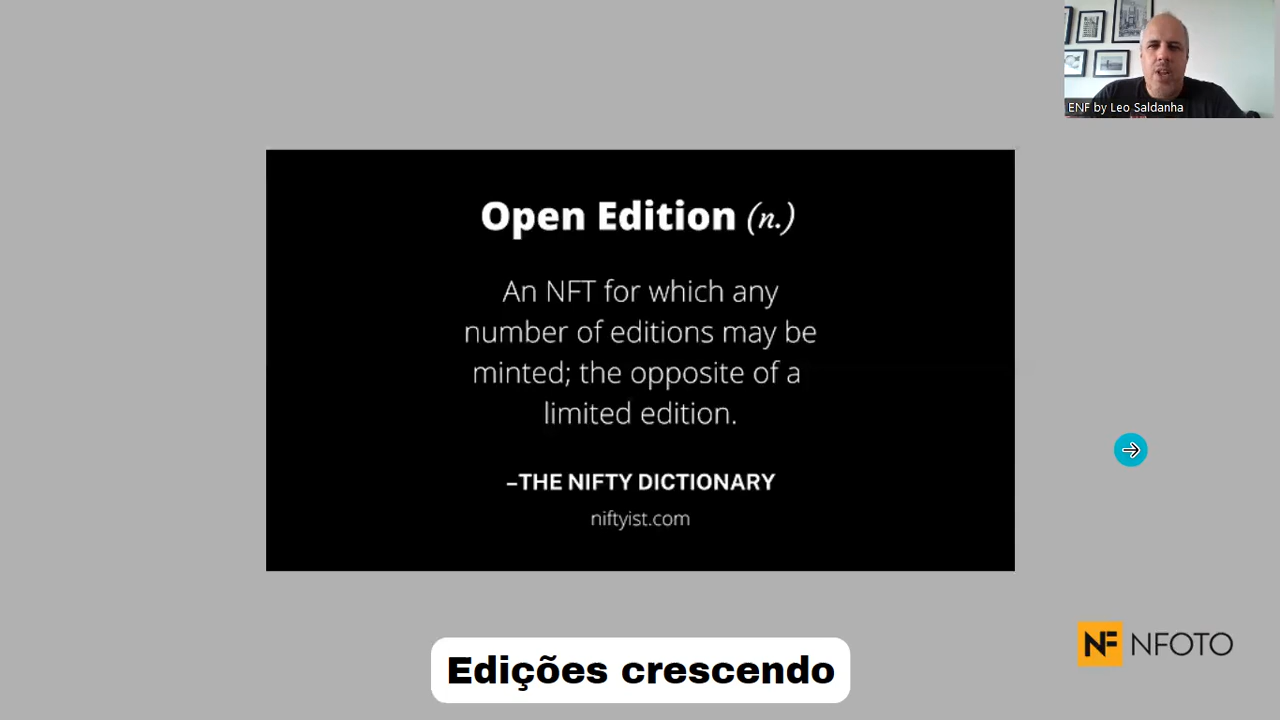 ENF by Leo Saldanha
Open Edition (n.)
An NFT for which any
number of editions may be
minted; the opposite of a
limited edition.
–THE NIFTY DICTIONARY
niftyist.com
NF NFOTO
Edições crescendo